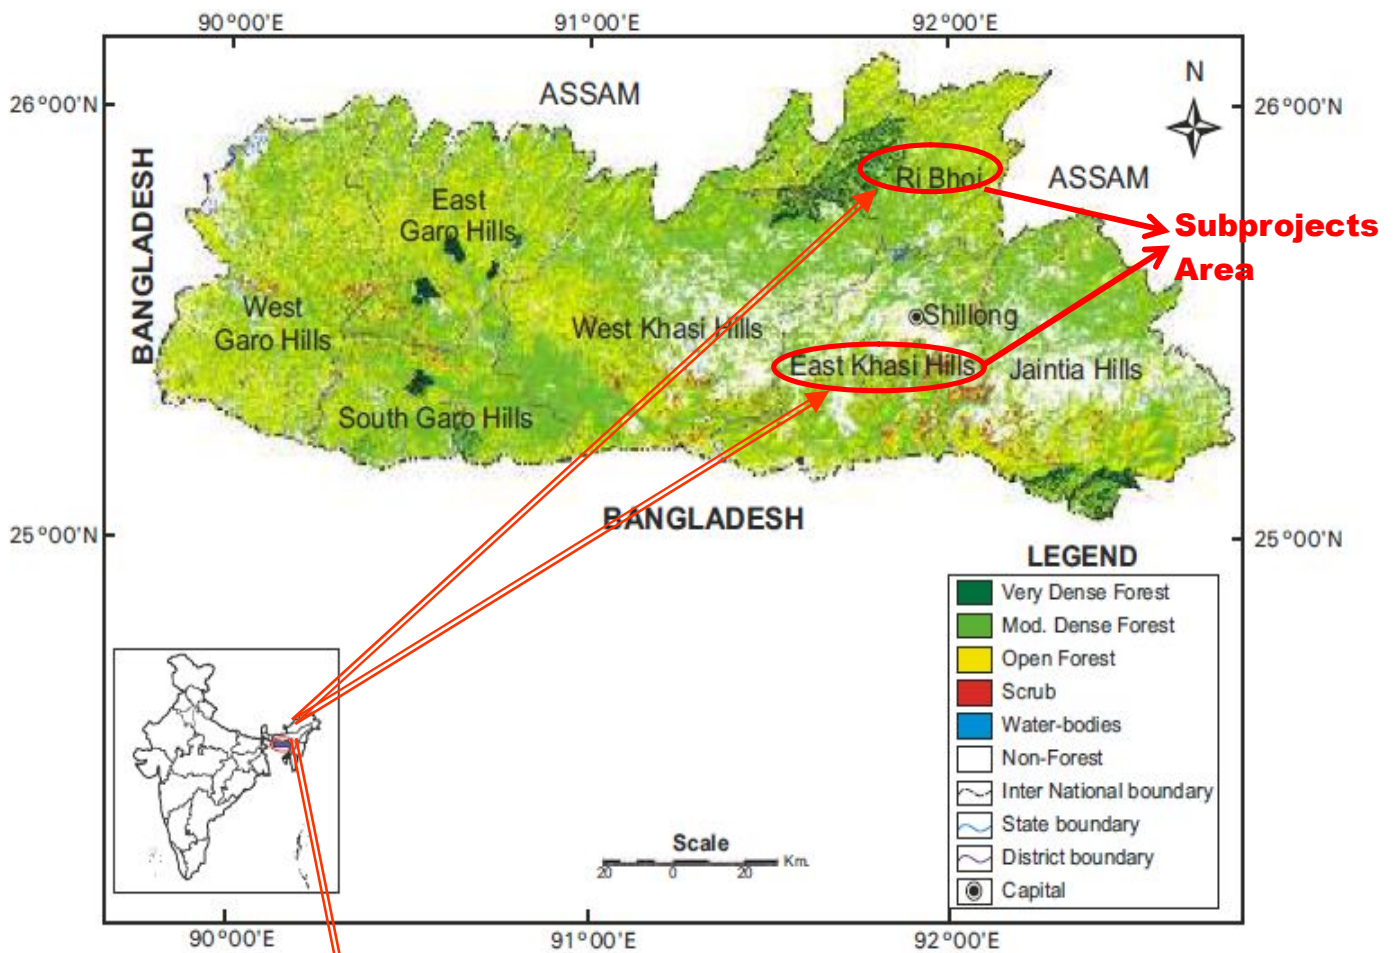 90°00'E 91°00'E 92°00'E
26°00'N 26°00'N
N
ASSAM
BANGLADESH
Ri Bhoi
ASSAM
East
Garo Hills
Subprojects
Area
West
Garo Hills
West Khasi Hills
Shillong
East Khasi Hills
Jaintia Hills
South Garo Hills
BANGLADESH
25°00'N 25°00'N
LEGEND
Very Dense Forest
Mod. Dense Forest
Open Forest
Scrub
Water-bodies
Non-Forest
Inter National boundary
State boundary
District boundary
Capital
Scale
20 0 20 Km.
90°00'E 91°00'E 92°00'E